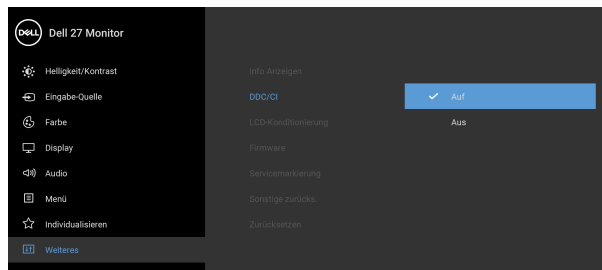 DELL Dell 27 Monitor
Helligkeit/Kontrast
Info Anzeigen
Eingabe-Quelle
DDC/CI
Auf
Farbe
LCD-Konditionierung
Aus
Display
Firmware
Audio
Servicemarkierung
Menü
Sonstige zurücks.
Individualisieren
Zurücksetzen
Weiteres